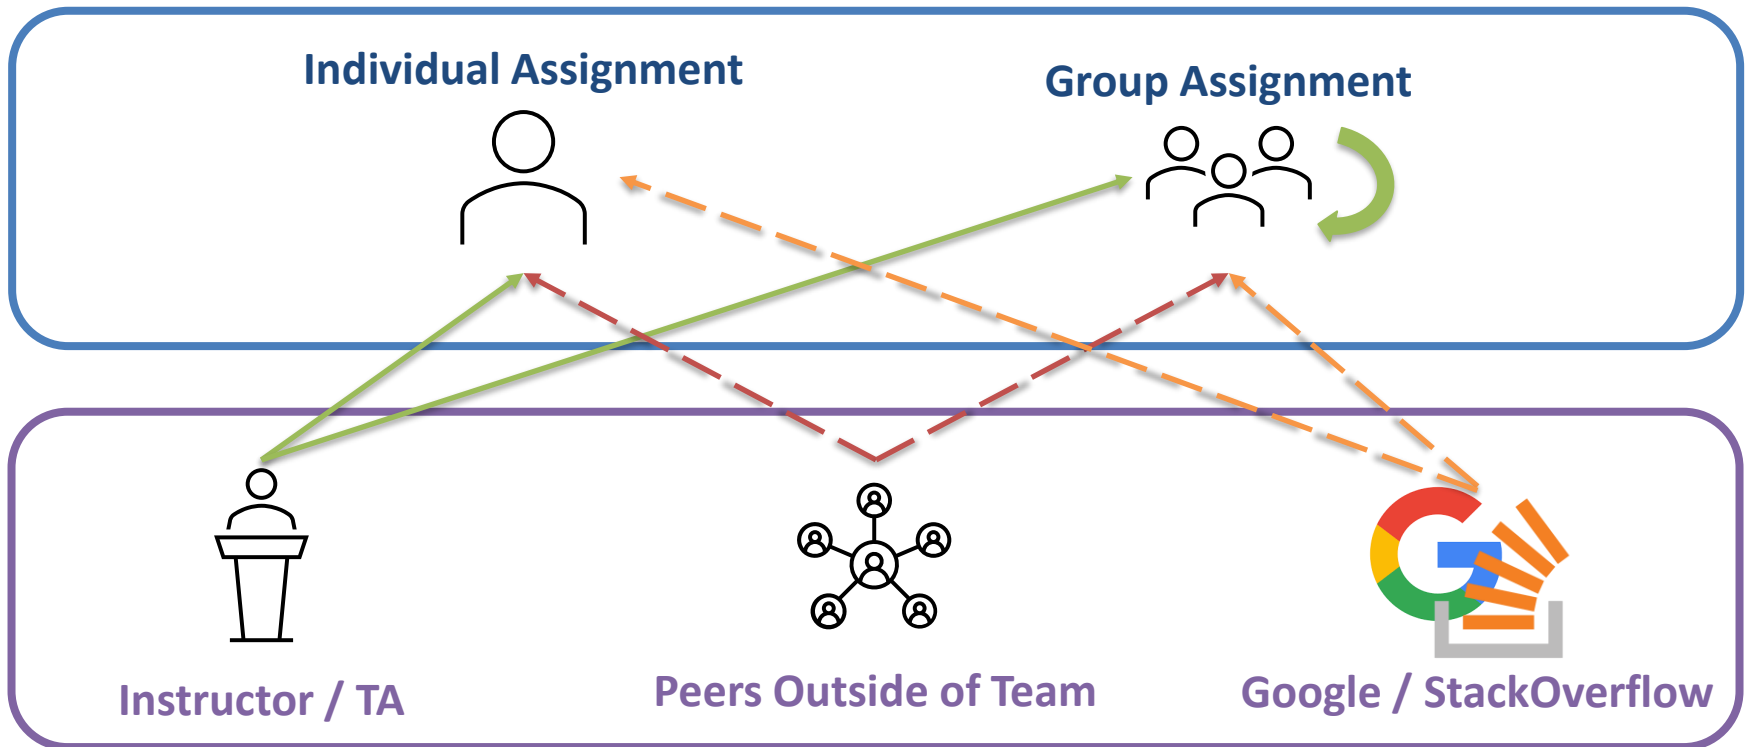 Individual Assignment
Group Assignment
Instructor / TA
Peers Outside of Team
Google / StackOverflow